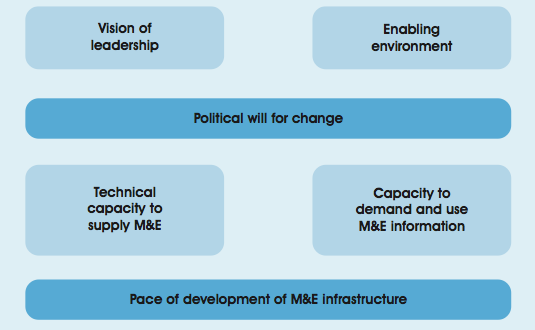 Vision of
leadership
Enabling
environment
Political will for change
Technical
capacity to
supply M&E
Capacity to
demand and use
M&E information
Pace of development of M&E infrastructure